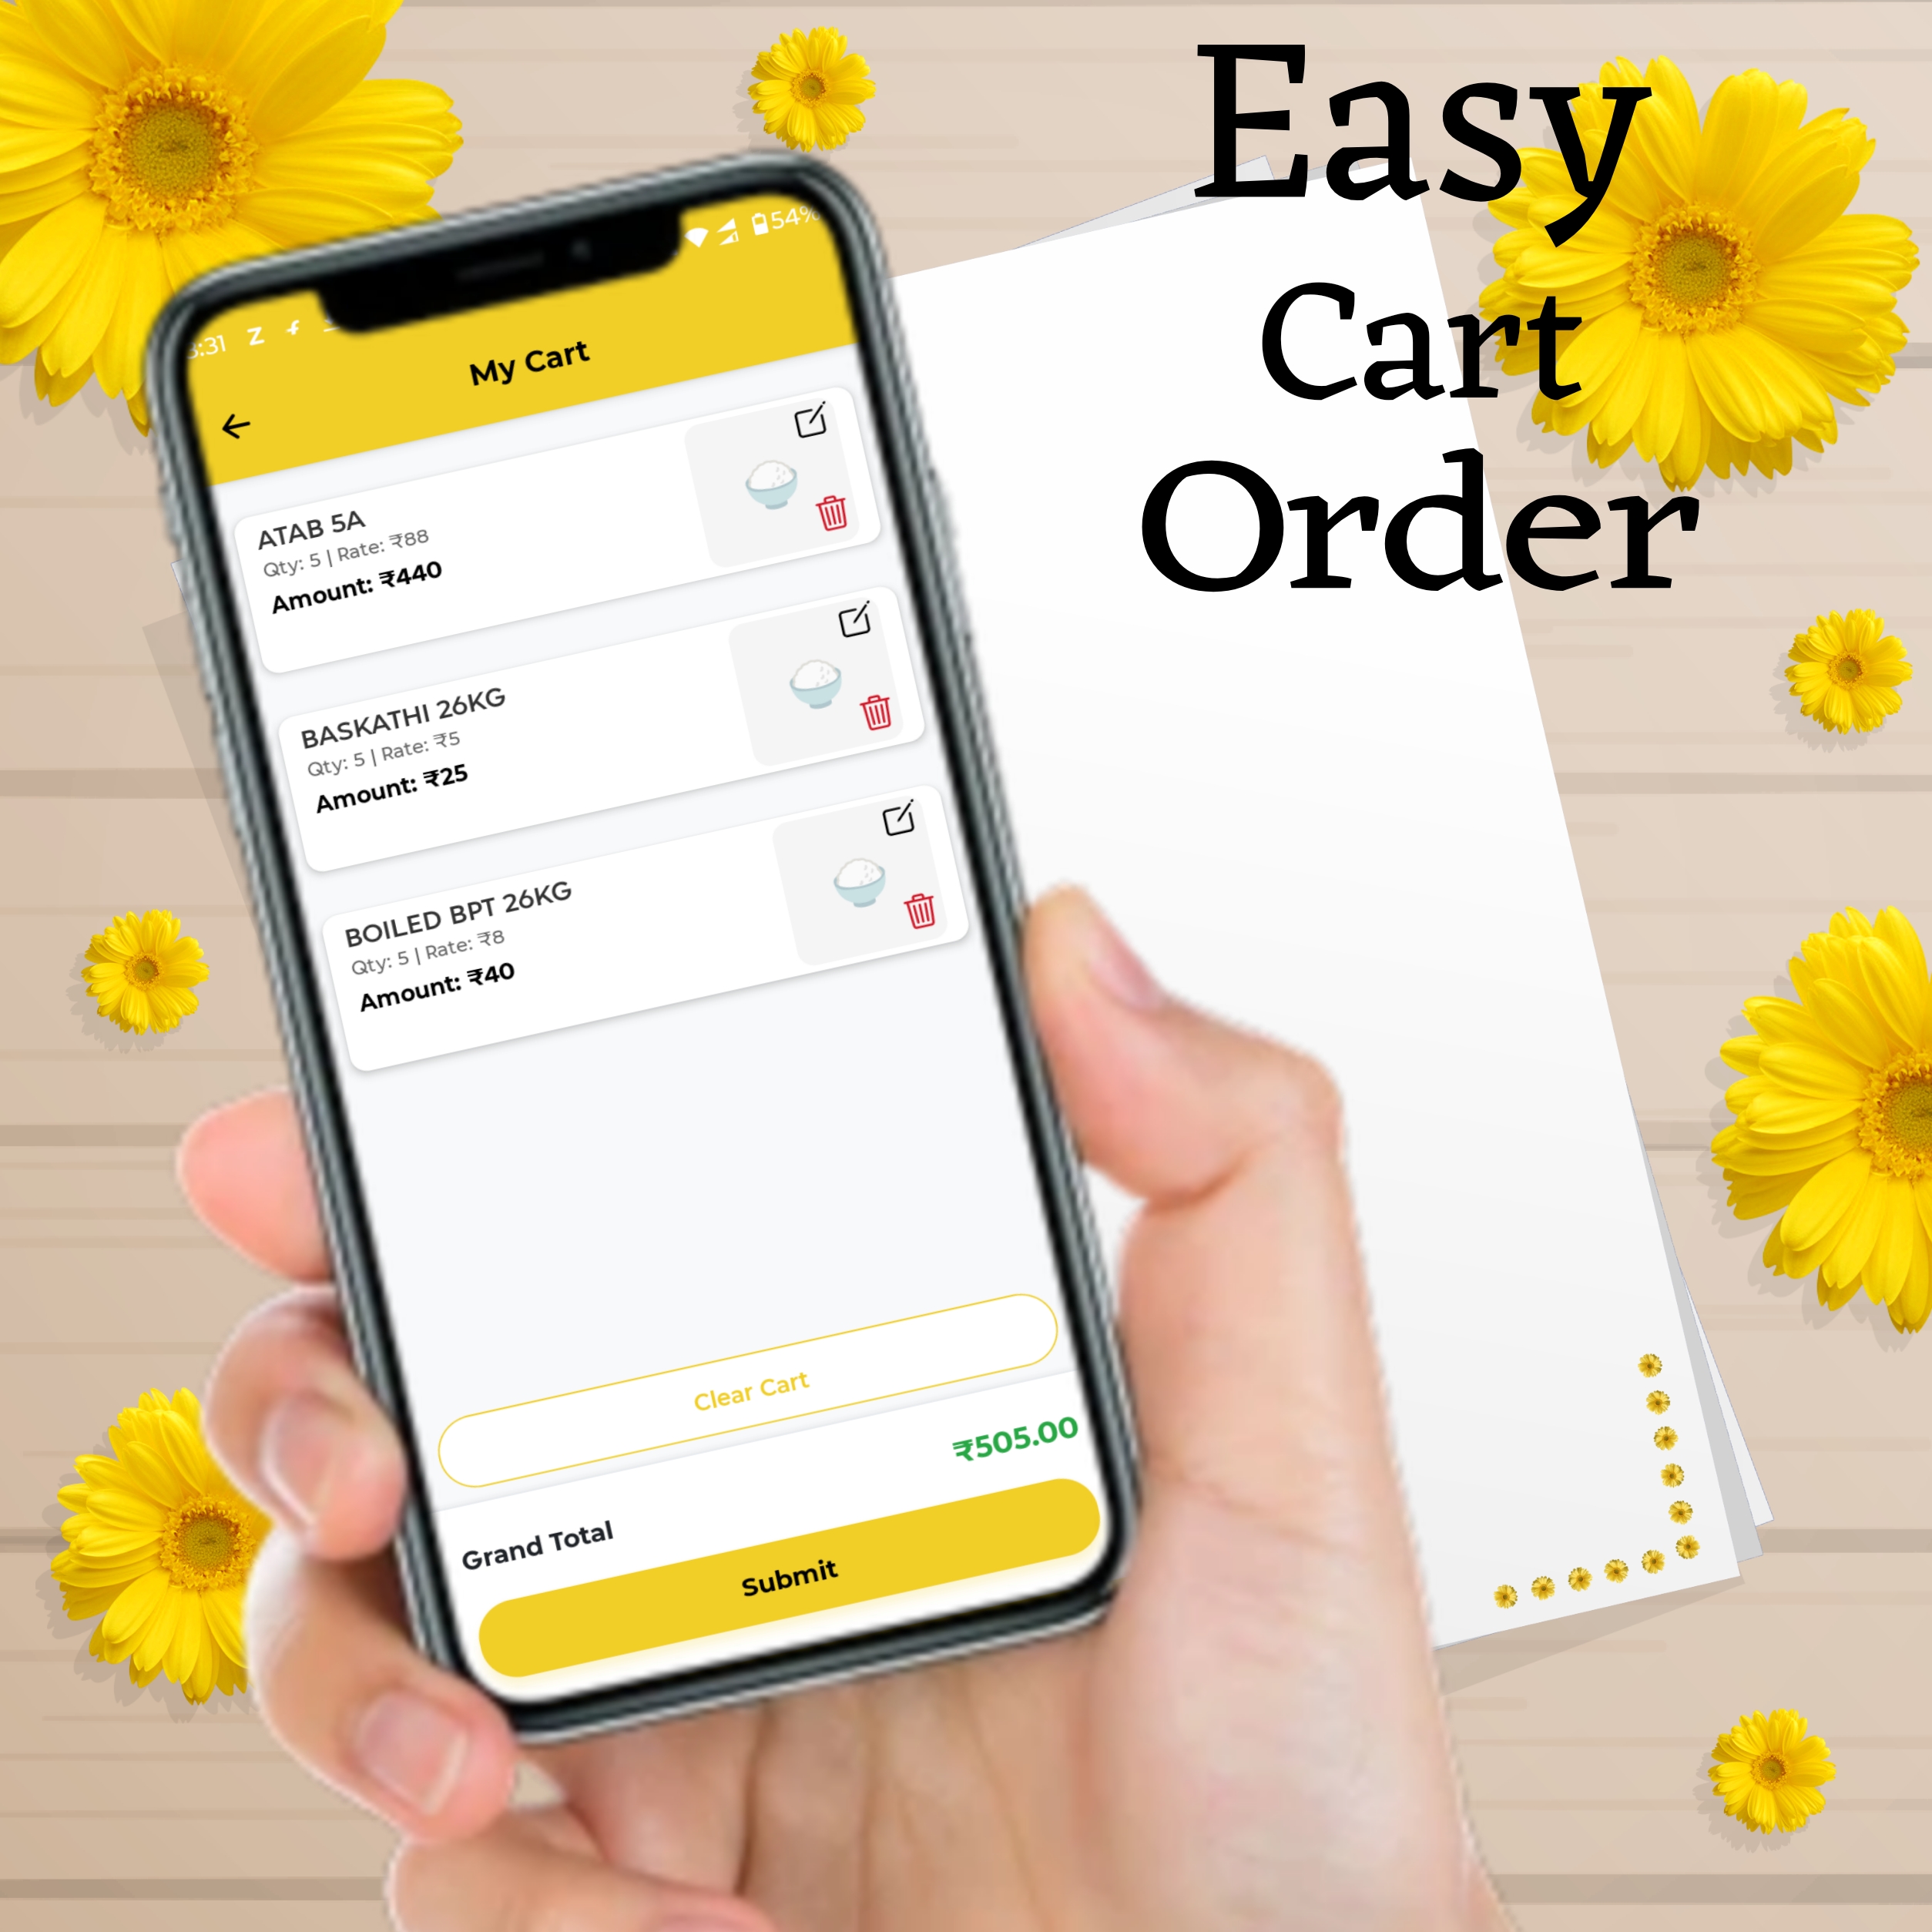 Easy
Cart
Order
54%
My Cart
ATAB 5A
Qty: 5 | Rate: ₹88
Amount: ₹440
BASKATHI 26KG
Qty: 5 | Rate: ₹5
Amount: ₹25
BOILED BPT 26KG
Qty: 5 | Rate: ₹8
Amount: ₹40
Clear Cart
₹505.00
Grand Total
Submit